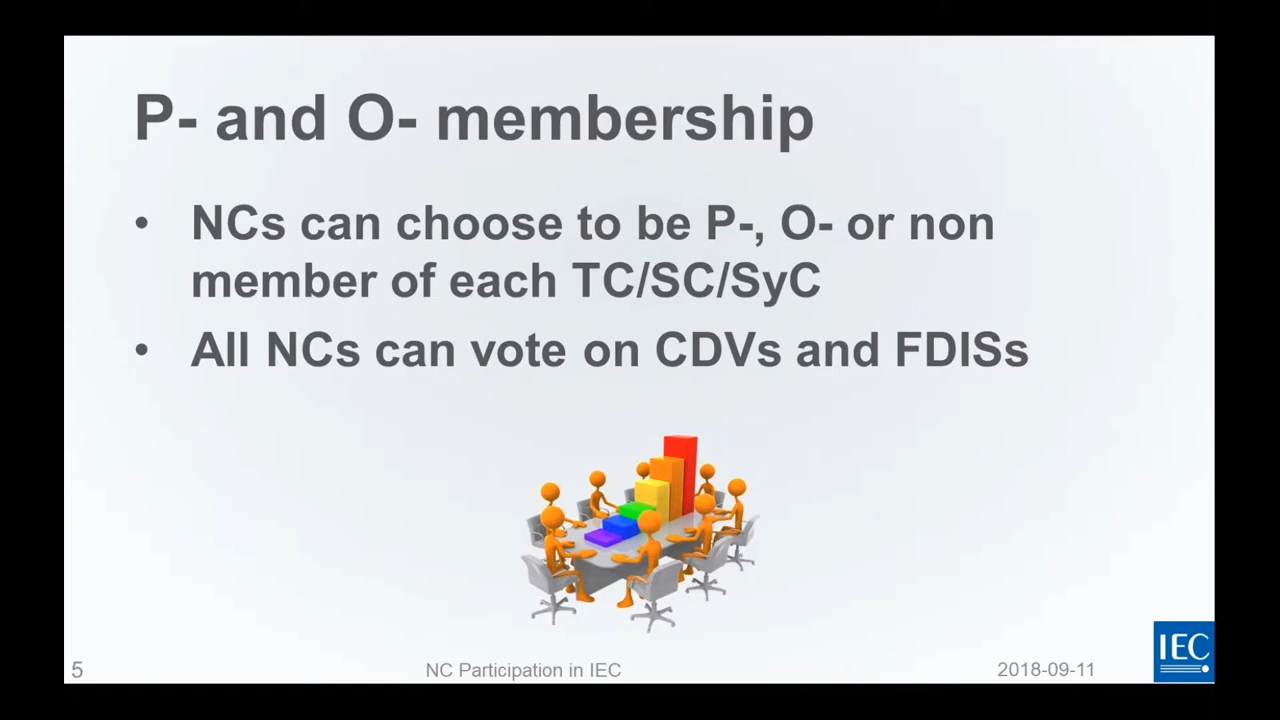 P- and O- membership
• NCs can choose to be P-, O- or non
member of each TC/SC/SyC
• All NCs can vote on CDVs and FDISs
5
NC Participation in IEC
2018-09-11
IEC